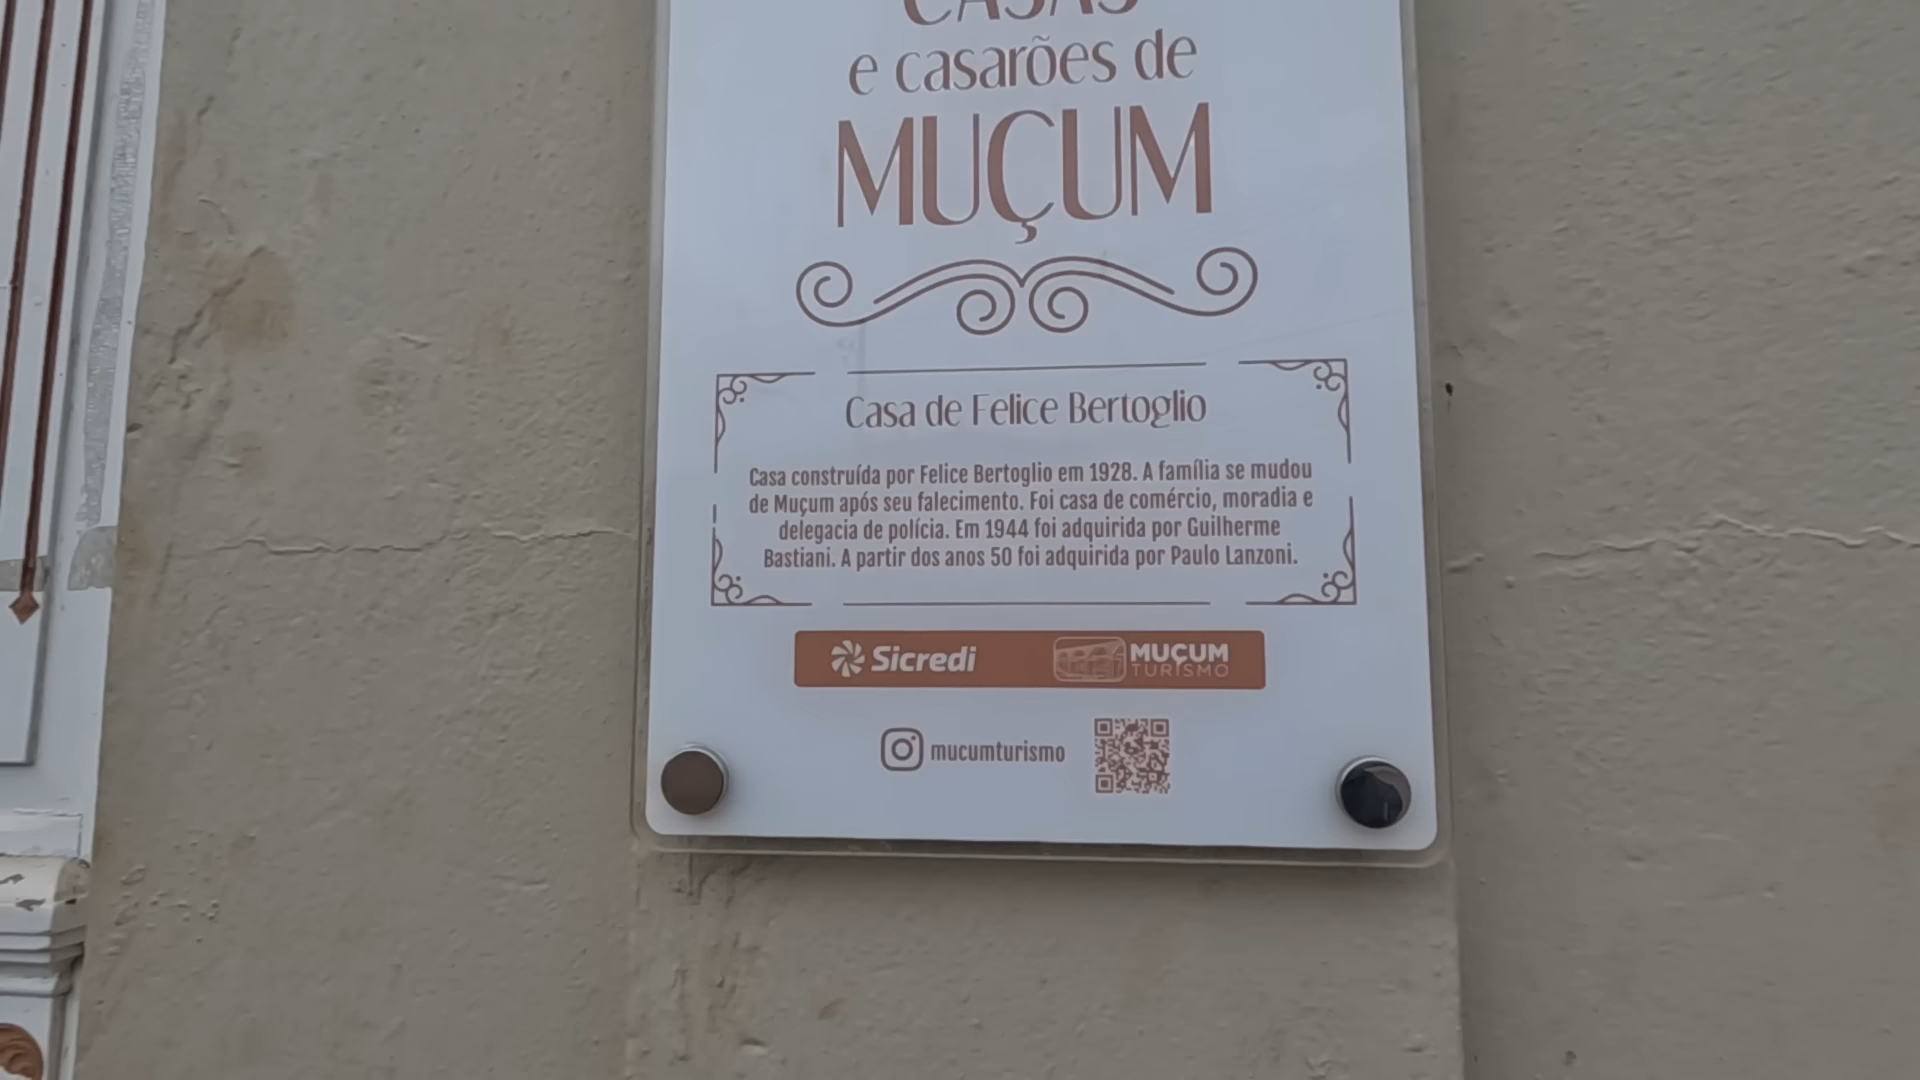 CASAS
e casarões de
MUÇUM
Casa de Felice Bertoglio
Casa construída por Felice Bertoglio em 1928. A família se mudou
de Muçum após seu falecimento. Foi casa de comércio, moradia e
delegacia de polícia. Em 1944 foi adquirida por Guilherme
Bastiani. A partir dos anos 50 foi adquirida por Paulo Lanzoni.
Sicredi
MUÇUM
TURISMO
mucumturismo